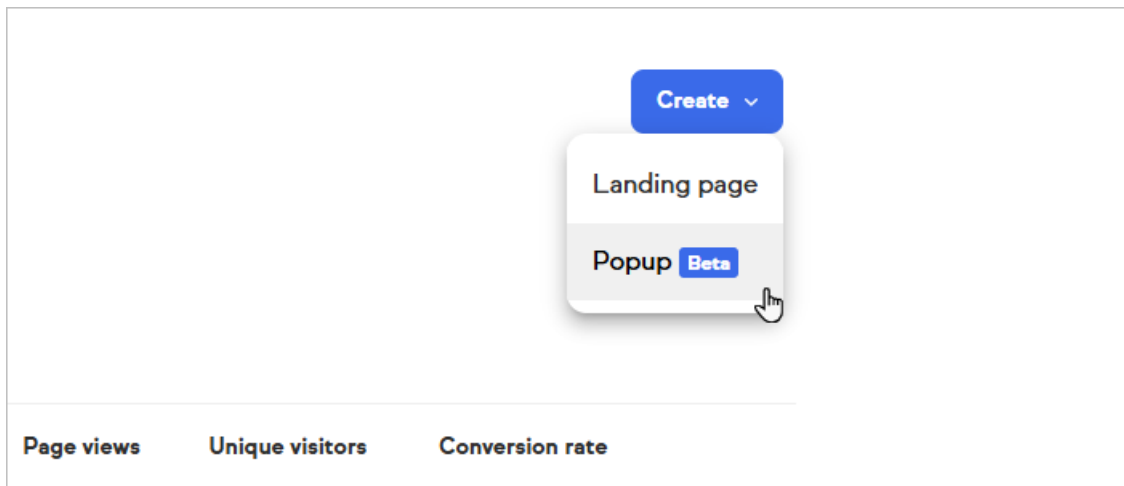 Create
Landing page
Popup Beta
Page views Unique visitors Conversion rate